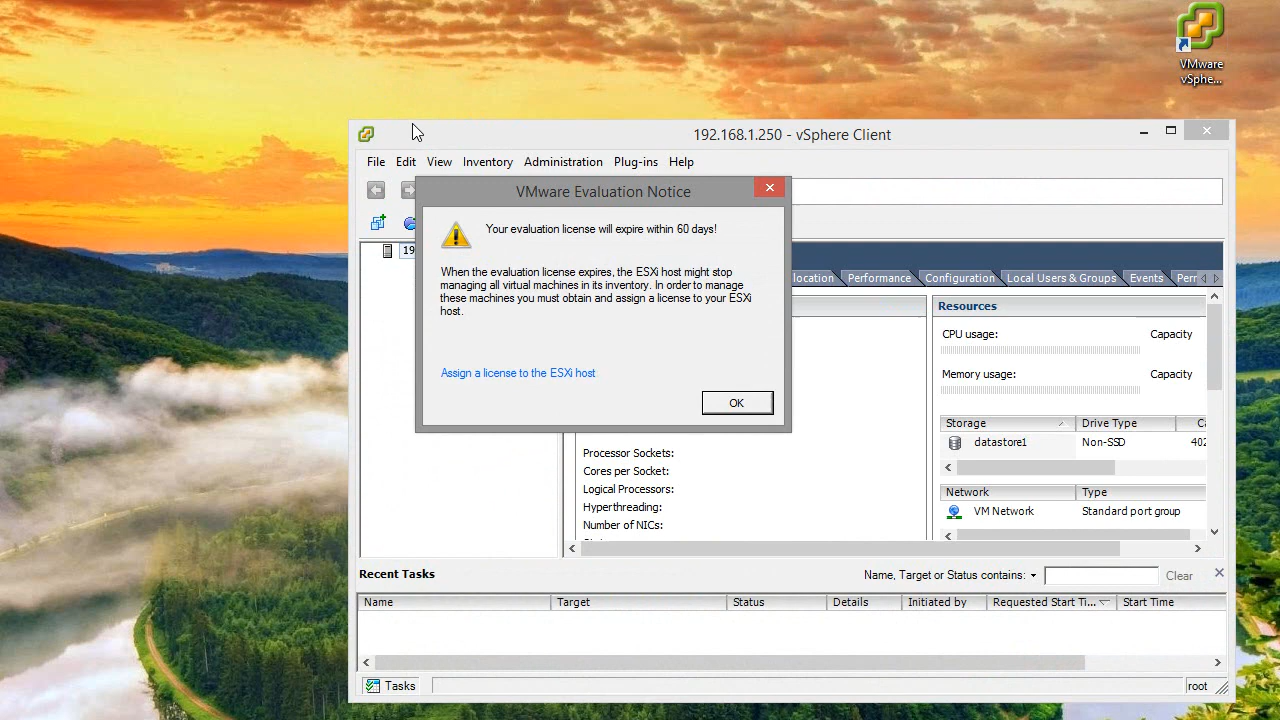 VMware
vSphe...
192.168.1.250 - vSphere Client
File Edit View Inventory Administration Plug-ins Help
VMware Evaluation Notice
Your evaluation license will expire within 60 days!
When the evaluation license expires, the ESXi host might stop
managing all virtual machines in its inventory. In order to manage
these machines you must obtain and assign a license to your ESXi
host.
Assign a license to the ESXi host
OK
19
location Performance Configuration Local Users & Groups Events Perr
Resources
CPU usage: Capacity
Memory usage: Capacity
Storage Drive Type C
datastore1 Non-SSD 402
Network Type
VM Network Standard port group
Processor Sockets:
Cores per Socket:
Logical Processors:
Hyperthreading:
Number of NICs:
Recent Tasks
Name, Target or Status contains: Clear
Name Target Status Details Initiated by Requested Start Ti... Start Time
Tasks root